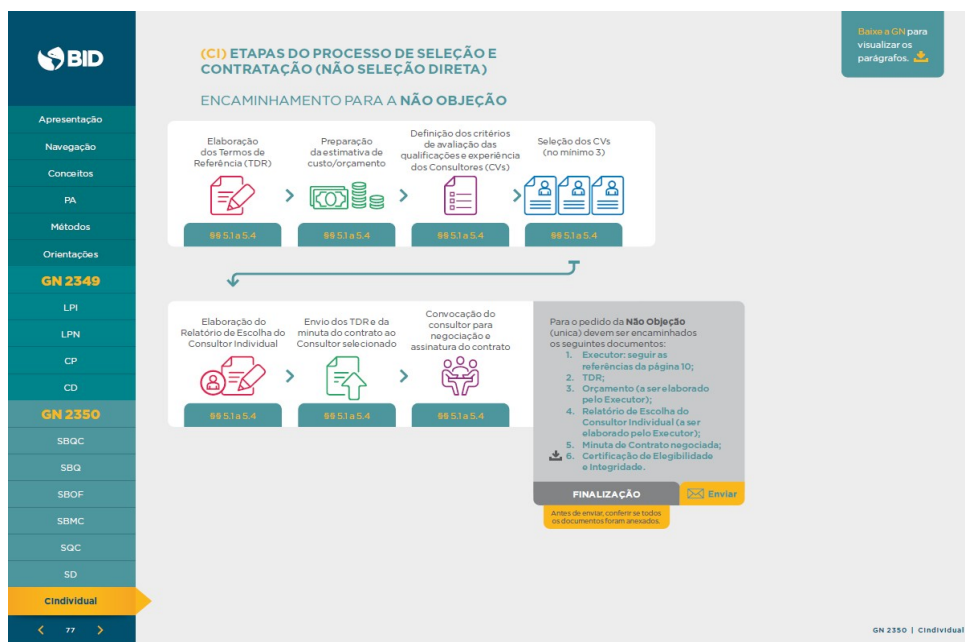 BID
Apresentação
Navegação
Conceitos
PA
Métodos
Orientações
GN 2349
LPI
LPN
CP
CD
GN 2350
SBQC
SBQ
SBOF
SBMC
SQC
SD
CIndividual
77
(CI) ETAPAS DO PROCESSO DE SELEÇÃO E
CONTRATAÇÃO (NÃO SELEÇÃO DIRETA)
Baixe a GN para
visualizar os
parágrafos.
ENCAMINHAMENTO PARA A NÃO OBJEÇÃO
Elaboração
dos Termos de
Referência (TDR)
§§ 5.1 a 5.4
Preparação
da estimativa de
custo/orçamento
§§ 5.1 a 5.4
Definição dos critérios
de avaliação das
qualificações e experiência
dos Consultores (CVs)
§§ 5.1 a 5.4
Seleção dos CVs
(no mínimo 3)
§§ 5.1 a 5.4
Elaboração do
Relatório de Escolha do
Consultor Individual
§§ 5.1 a 5.4
Envio dos TDR e da
minuta do contrato ao
Consultor selecionado
§§ 5.1 a 5.4
Convocação do
consultor para
negociação e
assinatura do contrato
§§ 5.1 a 5.4
Para o pedido da Não Objeção
(unica) devem ser encaminhados
os seguintes documentos:
1. Executor: seguir as
referências da página 10;
2. TDR;
3. Orçamento (a ser elaborado
pelo Executor);
4. Relatório de Escolha do
Consultor Individual (a ser
elaborado pelo Executor);
5. Minuta de Contrato negociada;
6. Certificação de Elegibilidade
e Integridade.
FINALIZAÇÃO
Enviar
Antes de enviar, conferir se todos
os documentos foram anexados.
GN 2350 | CIndividual